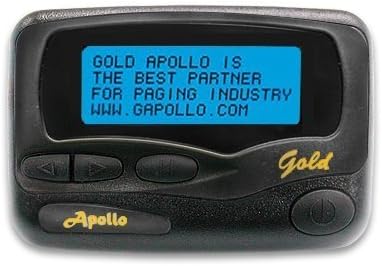 GOLD APOLLO IS
THE BEST PARTNER
FOR PAGING INDUSTRY
WWW.GAPOLLO.COM
Gold
Apollo